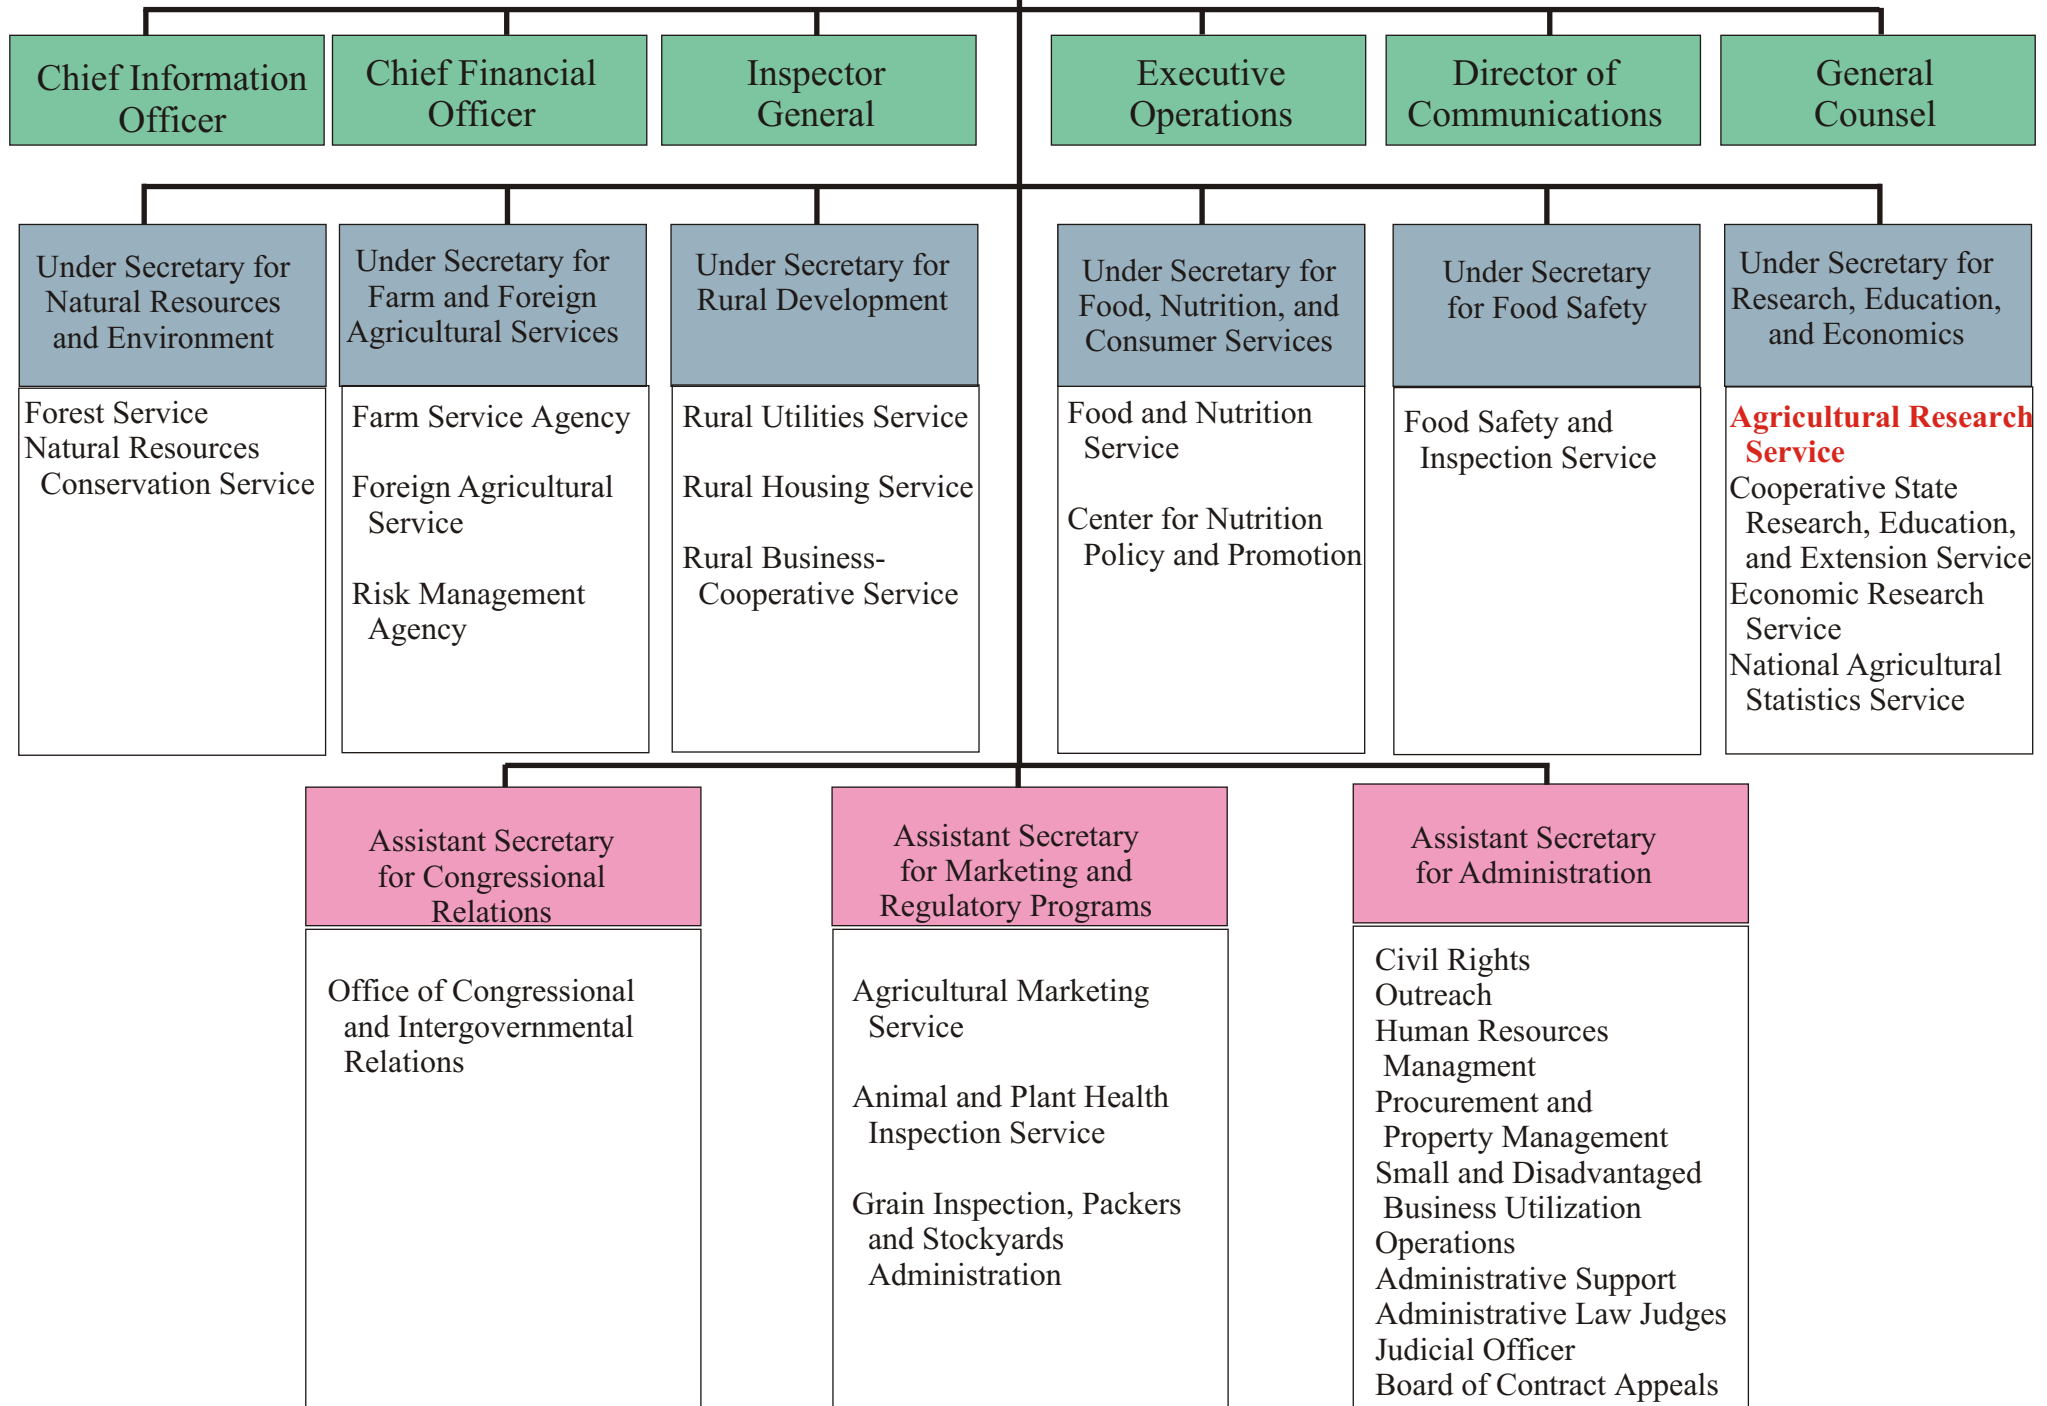 Chief Information
Officer
Chief Financial
Officer
Inspector
General
Executive
Operations
Director of
Communications
General
Counsel
Under Secretary for
Natural Resources
and Environment
Under Secretary for
Farm and Foreign
Agricultural Services
Under Secretary for
Rural Development
Under Secretary for
Food, Nutrition, and
Consumer Services
Under Secretary
for Food Safety
Under Secretary for
Research, Education,
and Economics
Forest Service
Natural Resources
Conservation Service
Farm Service Agency
Foreign Agricultural
Service
Risk Management
Agency
Rural Utilities Service
Rural Housing Service
Rural Business-
Cooperative Service
Food and Nutrition
Service
Center for Nutrition
Policy and Promotion
Food Safety and
Inspection Service
Agricultural Research
Service
Cooperative State
Research, Education,
and Extension Service
Economic Research
Service
National Agricultural
Statistics Service
Assistant Secretary
for Congressional
Relations
Assistant Secretary
for Marketing and
Regulatory Programs
Assistant Secretary
for Administration
Office of Congressional
and Intergovernmental
Relations
Agricultural Marketing
Service
Animal and Plant Health
Inspection Service
Grain Inspection, Packers
and Stockyards
Administration
Civil Rights
Outreach
Human Resources
Managment
Procurement and
Property Management
Small and Disadvantaged
Business Utilization
Operations
Administrative Support
Administrative Law Judges
Judicial Officer
Board of Contract Appeals